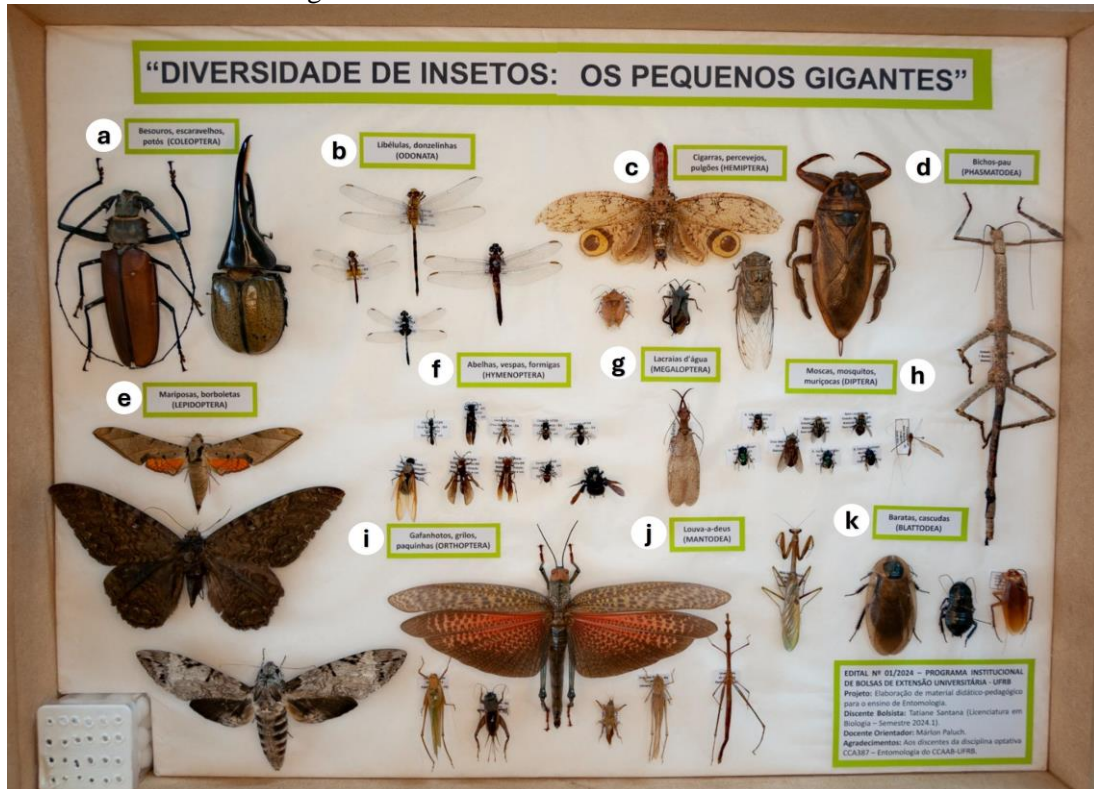 “DIVERSIDADE DE INSETOS: OS PEQUENOS GIGANTES”
a
Besouros, escaravelhos,
potós (COLEOPTERA)
b
Libélulas, donzelinhas
(ODONATA)
c
Cigarras, percevejos,
pulgões (HEMIPTERA)
d
Bichos-pau
(PHASMATODEA)
e
Mariposas, borboletas
(LEPIDOPTERA)
f
Abelhas, vespas, formigas
(HYMENOPTERA)
g
Lacraias d’água
(MEGALOPTERA)
h
Moscas, mosquitos,
muriçocas (DIPTERA)
i
Gafanhotos, grilos,
paquinhas (ORTHOPTERA)
j
Louva-a-deus
(MANTODEA)
k
Baratas, cascudas
(BLATTODEA)
EDITAL Nº 01/2024 – PROGRAMA INSTITUCIONAL
DE BOLSAS DE EXTENSÃO UNIVERSITÁRIA - UFRB
Projeto: Elaboração de material didático-pedagógico
para o ensino de Entomologia.
Discente Bolsista: Tatiane Santana (Licenciatura em
Biologia – Semestre 2024.1)
Docente Orientador: Márlon Paluch.
Agradecimentos: Aos discentes da disciplina optativa
CCA387 – Entomologia do CCAAB-UFRB.